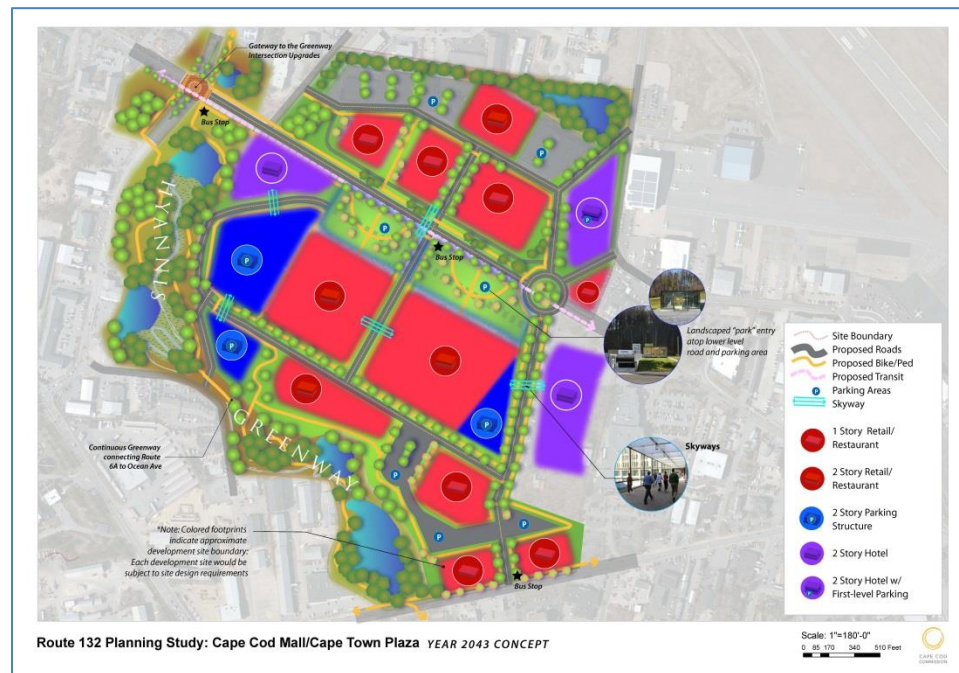 Gateway to the Greenway
Intersection Upgrades
Bus Stop
P
P
HYANNIS
P
P
P
Bus Stop
P
Landscaped "park" entry
atop lower level
road and parking area
P
P
GREENWAY
Continuous Greenway
connecting Route
6A to Ocean Ave
Skyways
P
P
P
*Note: Colored footprints
indicate approximate
development site boundary:
Each development site would be
subject to site design requirements
Bus Stop
Site Boundary
Proposed Roads
Proposed Bike/Ped
Proposed Transit
P Parking Areas
Skyway
1 Story Retail/
Restaurant
2 Story Retail/
Restaurant
P 2 Story Parking
Structure
2 Story Hotel
P 2 Story Hotel w/
First-level Parking
Route 132 Planning Study: Cape Cod Mall/Cape Town Plaza YEAR 2043 CONCEPT
Scale: 1"=180'-0"
0 85 170 340 510 Feet
CAPE COD
COMMISSION